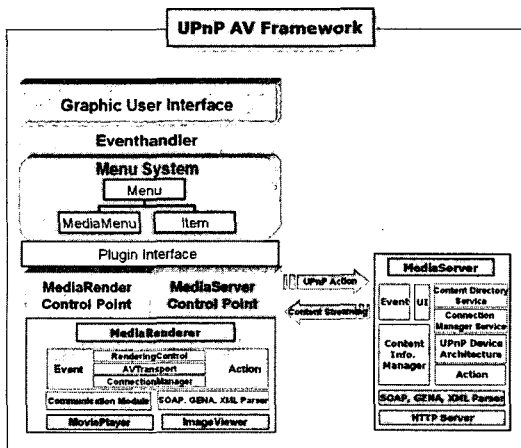 UPnP AV Framework
Graphic User Interface
Eventhandler
Menu System
Menu
MediaMenu
Item
Plugin Interface
MediaRender
Control Point
MediaServer
Control Point
UPnP Action
Content Streaming
MediaRenderer
Event
RenderingControl
AVTransport
ConnectionManager
Action
Communication Module
SOAP, GENA, XML Parser
MoviePlayer
ImageViewer
MediaServer
Event
UI
Content Directory
Service
Connection
Manager Service
Content
Info.
Manager
UPnP Device
Architecture
Action
SOAP, GENA, XML Parser
HTTP Server